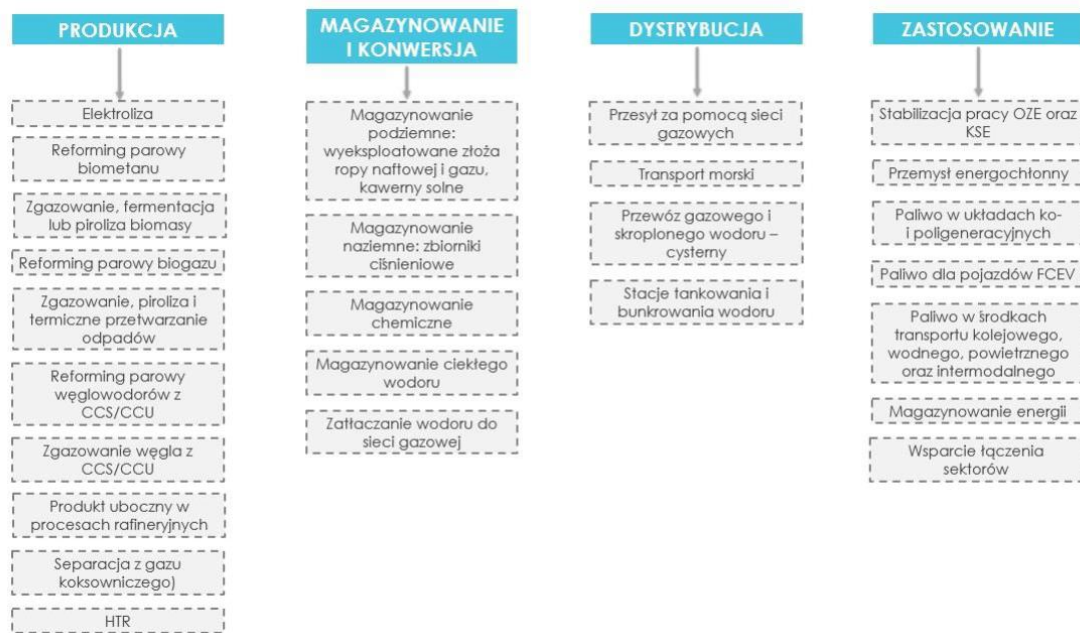 PRODUKCJA
Elektroliza
Reforming parowy
biometanu
Zgazowanie, fermentacja
lub piroliza biomasy
Reforming parowy biogazu
Zgazowanie, piroliza i
termiczne przetwarzanie
odpadów
Reforming parowy
węglowodorów z
CCS/CCU
Zgazowanie węgla z
CCS/CCU
Produkt uboczny w
procesach rafineryjnych
Separacja z gazu
koksowniczego)
HTR
MAGAZYNOWANIE
I KONWERSJA
Magazynowanie
podziemne:
wyeksploatowane złoża
ropy naftowej i gazu,
kawerny solne
Magazynowanie
naziemne: zbiorniki
ciśnieniowe
Magazynowanie
chemiczne
Magazynowanie ciekłego
wodoru
Zatłaczanie wodoru do
sieci gazowej
DYSTRYBUCJA
Przesył za pomocą sieci
gazowych
Transport morski
Przewóz gazowego i
skroplonego wodoru –
cysterny
Stacje tankowania i
bunkrowania wodoru
ZASTOSOWANIE
Stabilizacja pracy OZE oraz
KSE
Przemysł energochłonny
Paliwo w układach ko-
i poligeneracyjnych
Paliwo dla pojazdów FCEV
Paliwo w środkach
transportu kolejowego,
wodnego, powietrznego
oraz intermodalnego
Magazynowanie energii
Wsparcie łączenia
sektorów